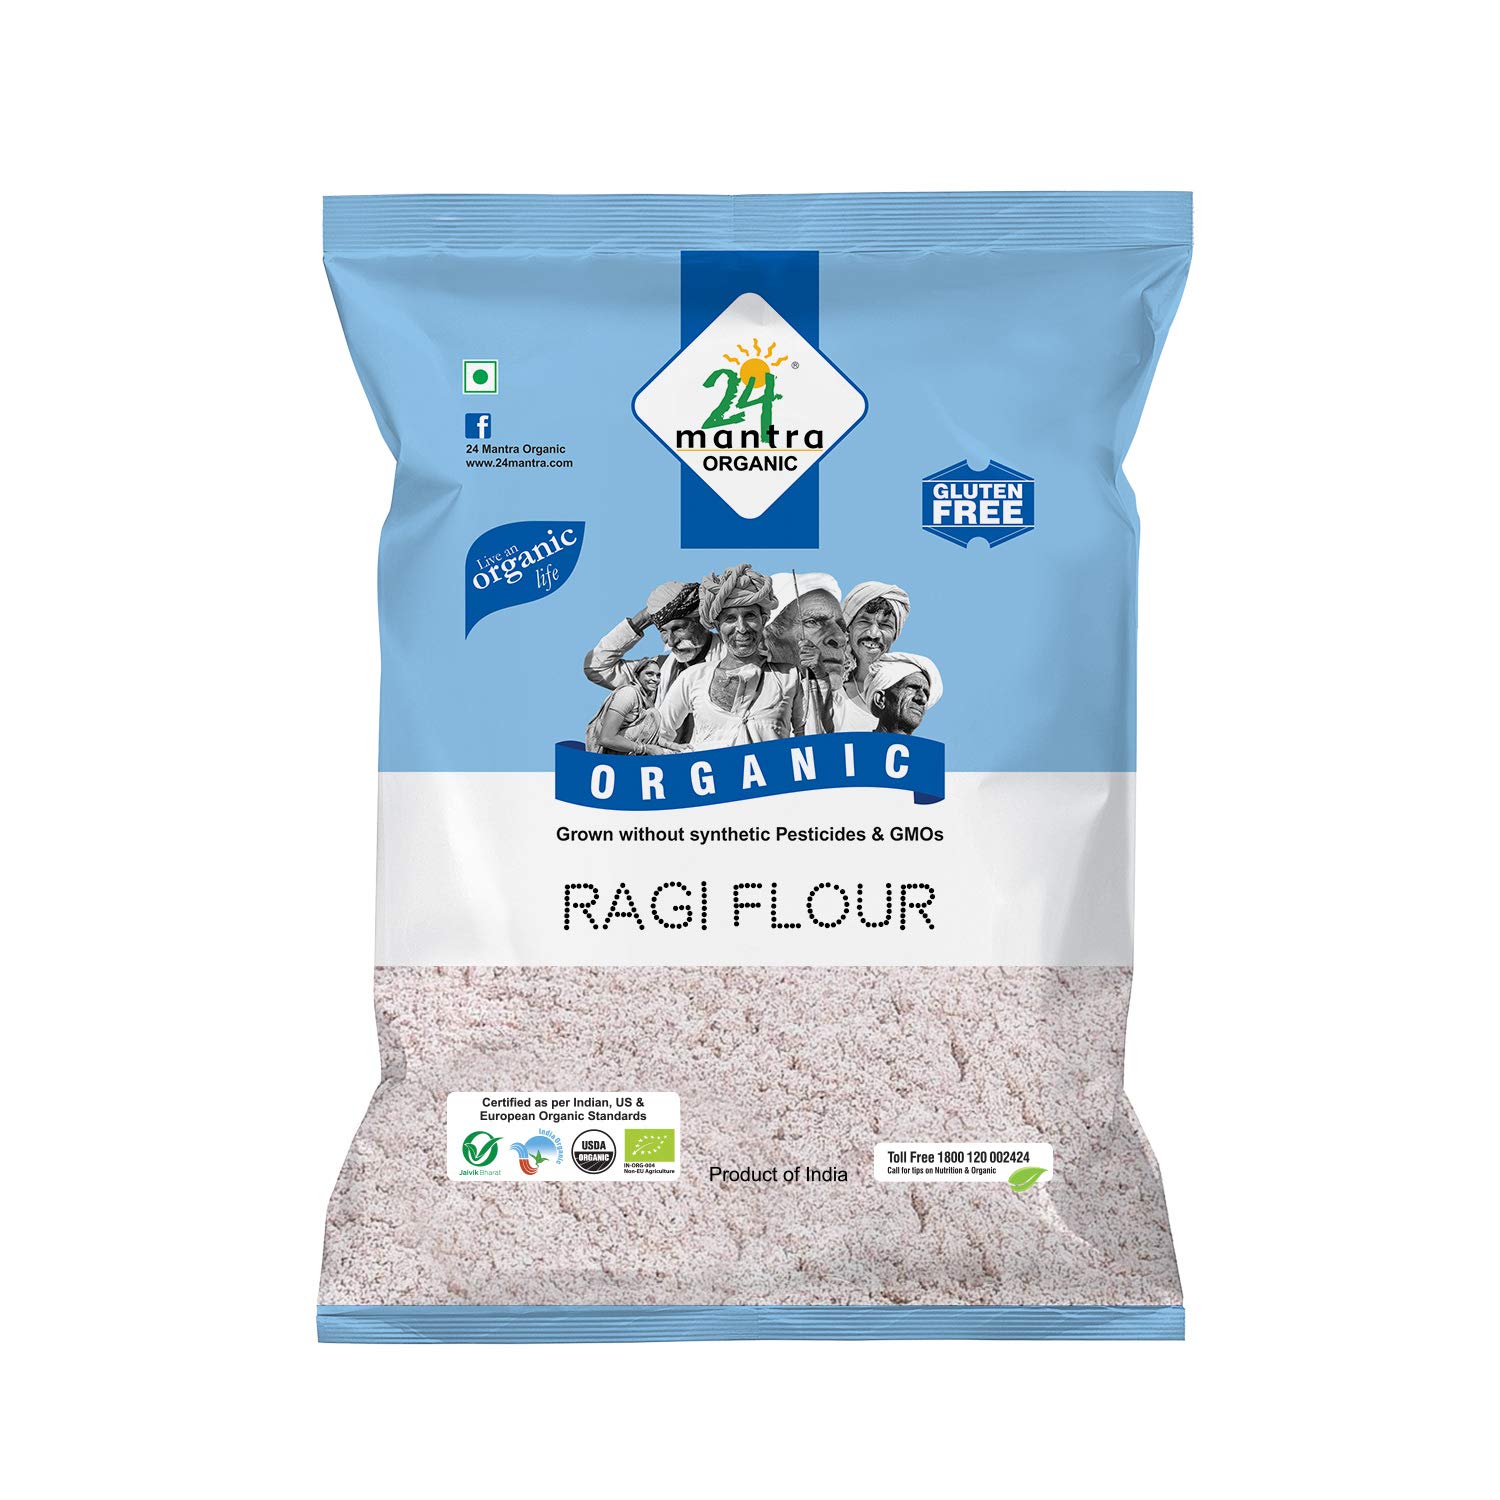 24
mantra
ORGANIC
®
f
24 Mantra Organic
www.24mantra.com
GLUTEN
FREE
Live an
organic
life
ORGANIC
Grown without synthetic Pesticides & GMOs
RAGI FLOUR
Certified as per Indian, US &
European Organic Standards
Jaivik Bharat
India Organic
USDA
ORGANIC
IN-ORG-004
Non-EU Agriculture
Product of India
Toll Free 1800 120 002424
Call for tips on Nutrition & Organic